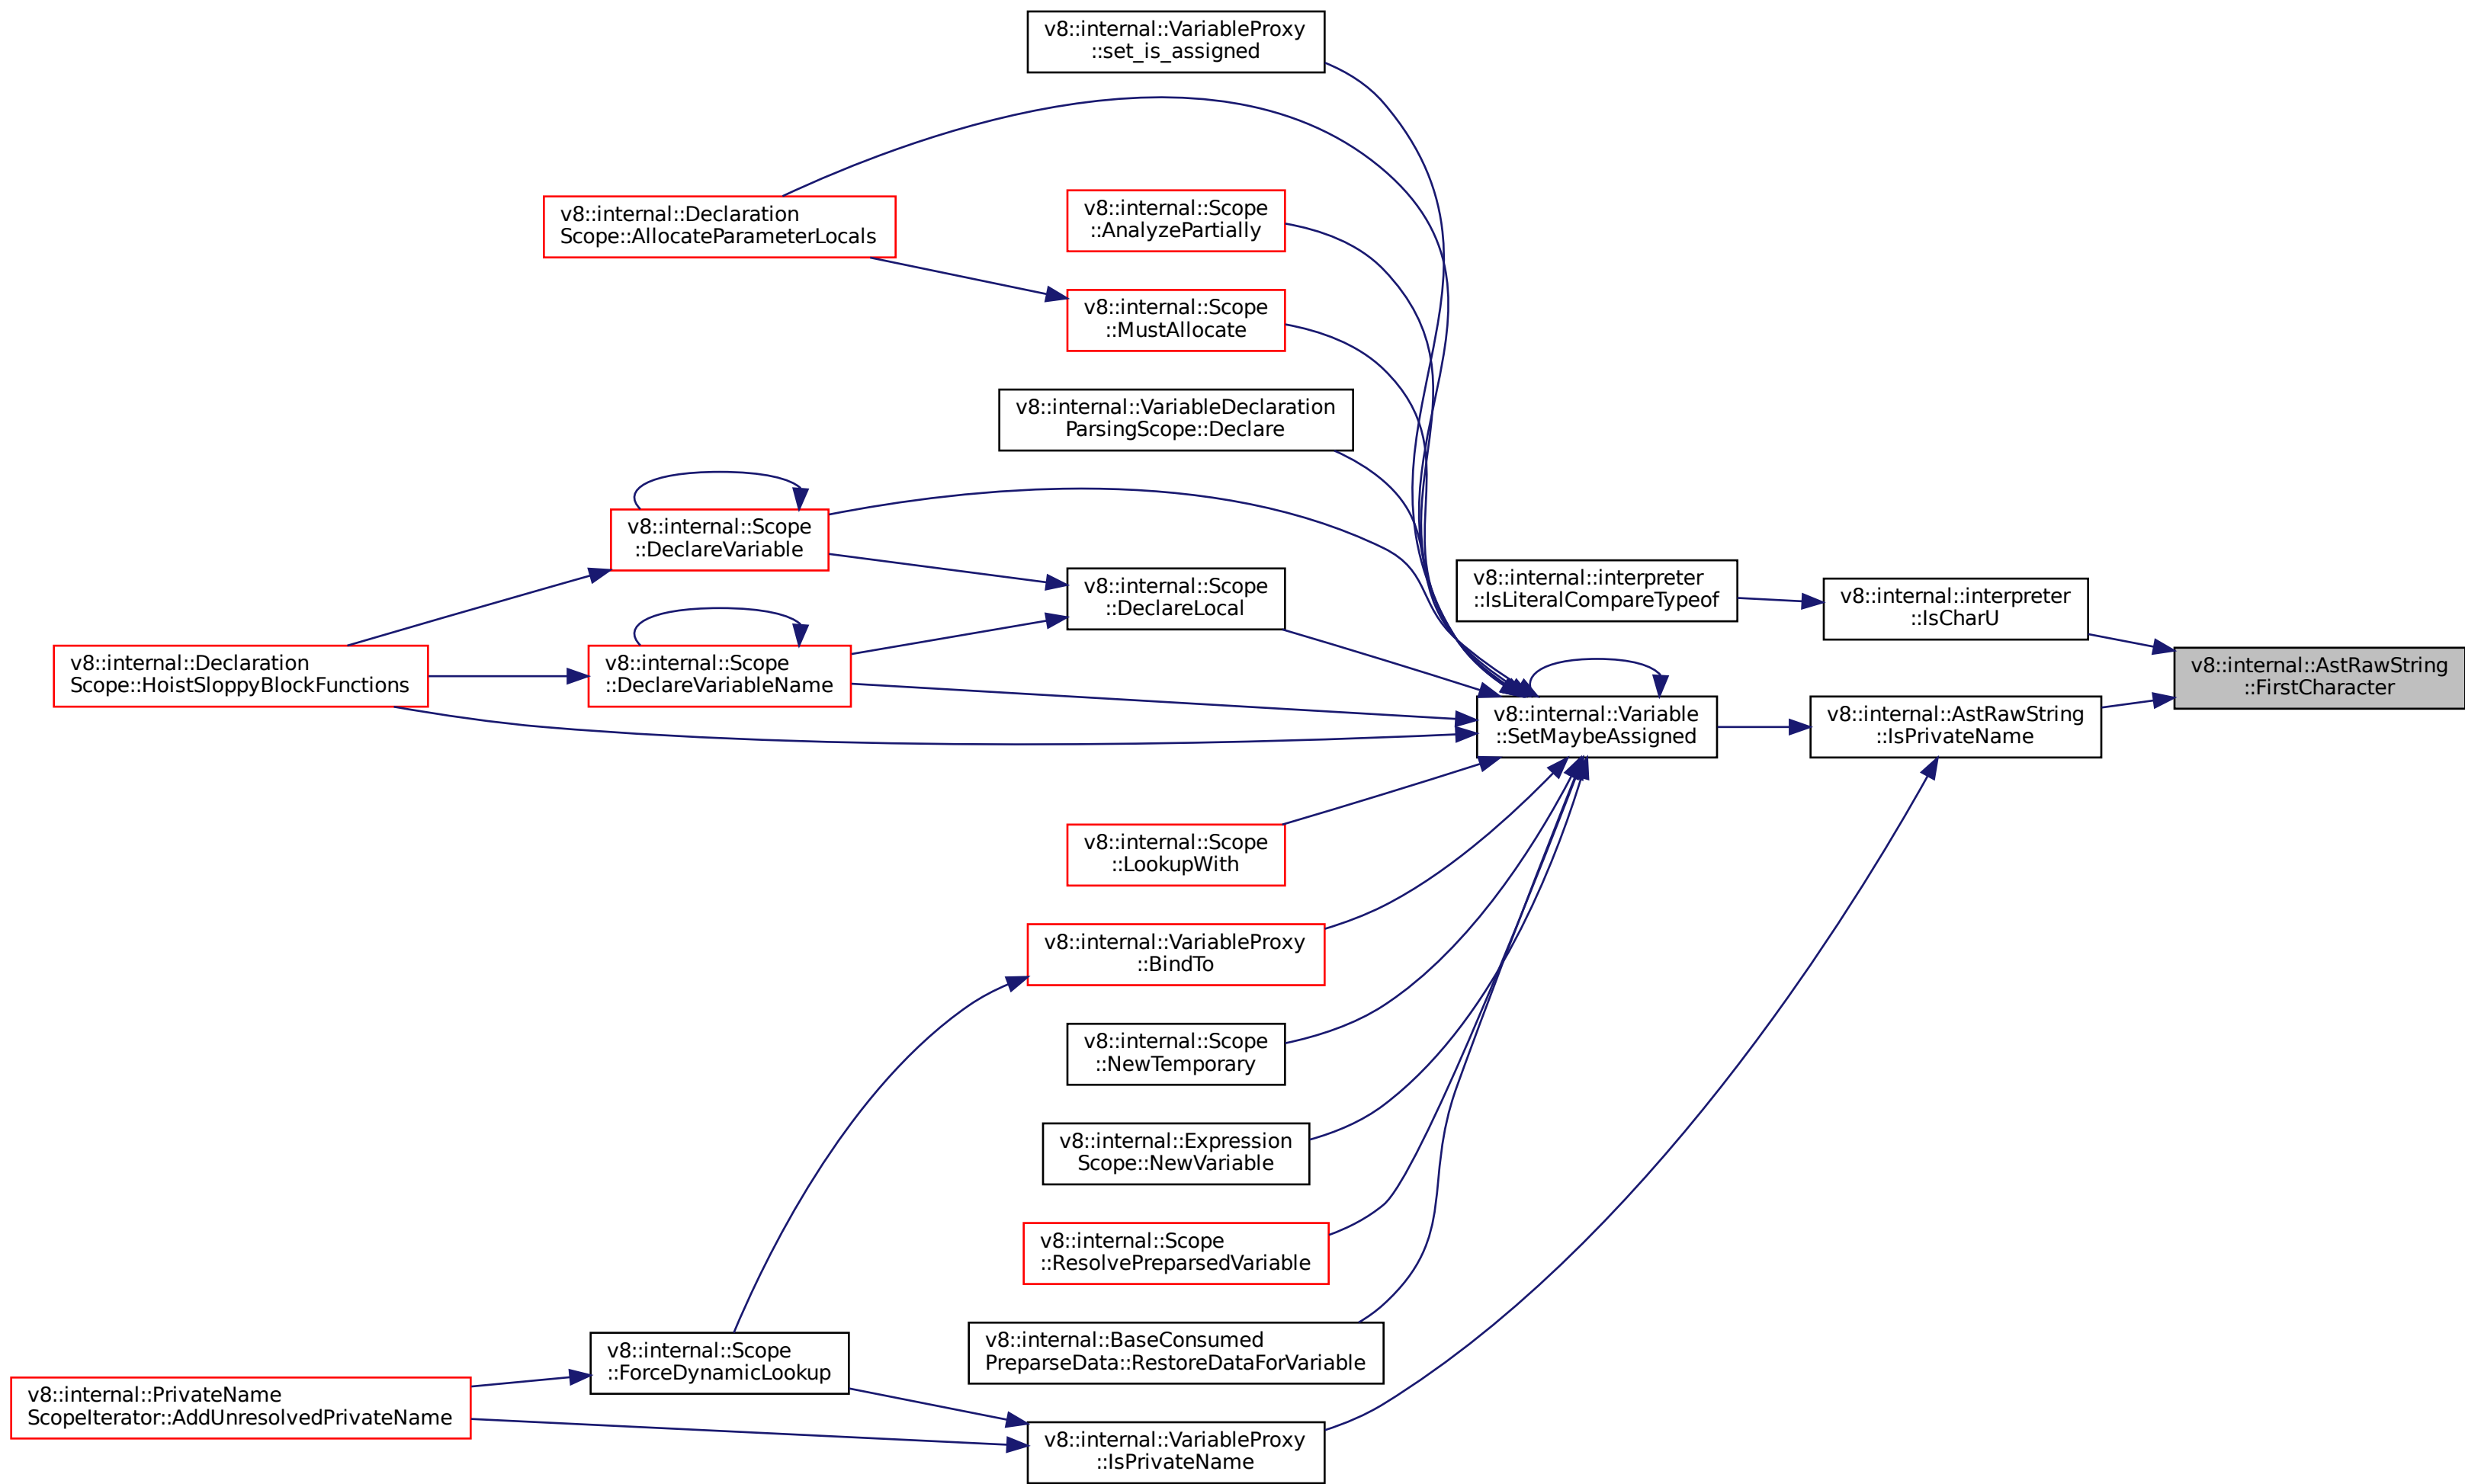 v8::internal::VariableProxy
::set_is_assigned
v8::internal::Declaration
Scope::AllocateParameterLocals
v8::internal::Scope
::AnalyzePartially
v8::internal::Scope
::MustAllocate
v8::internal::VariableDeclaration
ParsingScope::Declare
v8::internal::Scope
::DeclareVariable
v8::internal::Scope
::DeclareLocal
v8::internal::interpreter
::IsLiteralCompareTypeof
v8::internal::interpreter
::IsCharU
v8::internal::AstRawString
::FirstCharacter
v8::internal::Declaration
Scope::HoistSloppyBlockFunctions
v8::internal::Scope
::DeclareVariableName
v8::internal::Variable
::SetMaybeAssigned
v8::internal::AstRawString
::IsPrivateName
v8::internal::Scope
::LookupWith
v8::internal::VariableProxy
::BindTo
v8::internal::Scope
::NewTemporary
v8::internal::Expression
Scope::NewVariable
v8::internal::Scope
::ResolvePreparsedVariable
v8::internal::BaseConsumed
PreparseData::RestoreDataForVariable
v8::internal::Scope
::ForceDynamicLookup
v8::internal::PrivateName
ScopeIterator::AddUnresolvedPrivateName
v8::internal::VariableProxy
::IsPrivateName